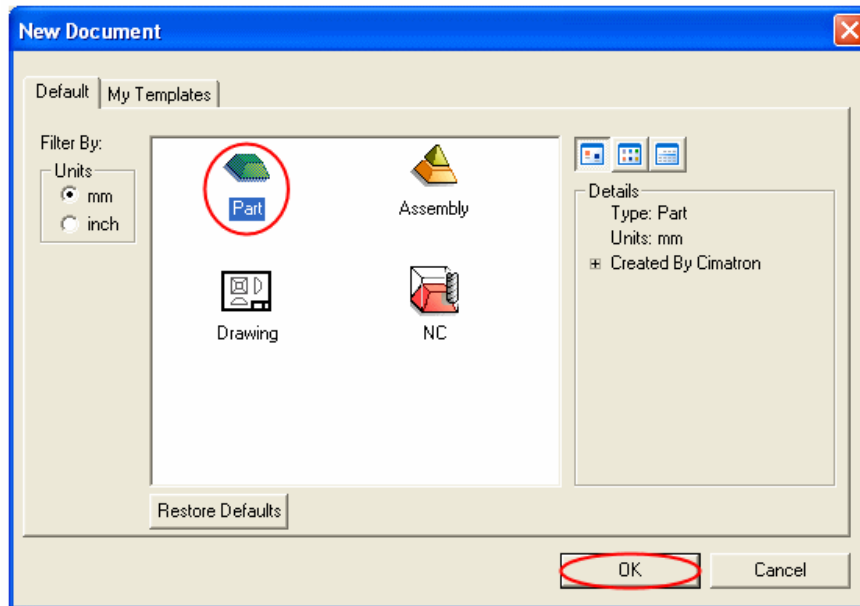 New Document
Default
My Templates
Filter By:
Units
mm
inch
Part
Assembly
Drawing
NC
Restore Defaults
Details
Type: Part
Units: mm
Created By Cimatron
OK
Cancel